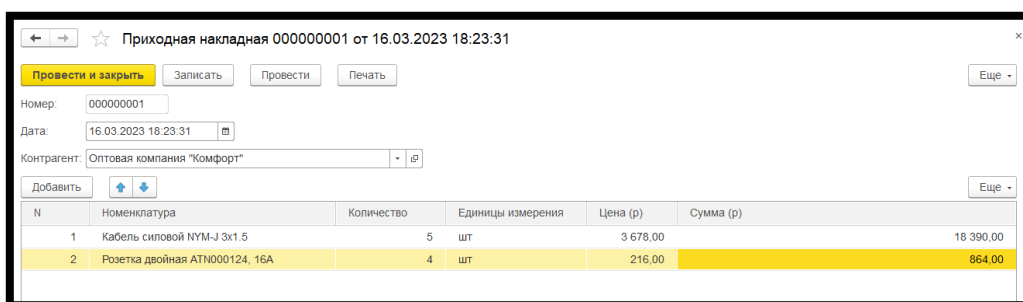 Приходная накладная 000000001 от 16.03.2023 18:23:31
Провести и закрыть Записать Провести Печать Еще
Номер: 000000001
Дата: 16.03.2023 18:23:31
Контрагент: Оптовая компания "Комфорт"
Добавить Еще
N Номенклатура Количество Единицы измерения Цена (р) Сумма (р)
1 Кабель силовой NYM-J 3x1.5 5 шт 3 678,00 18 390,00
2 Розетка двойная ATN000124, 16А 4 шт 216,00 864,00